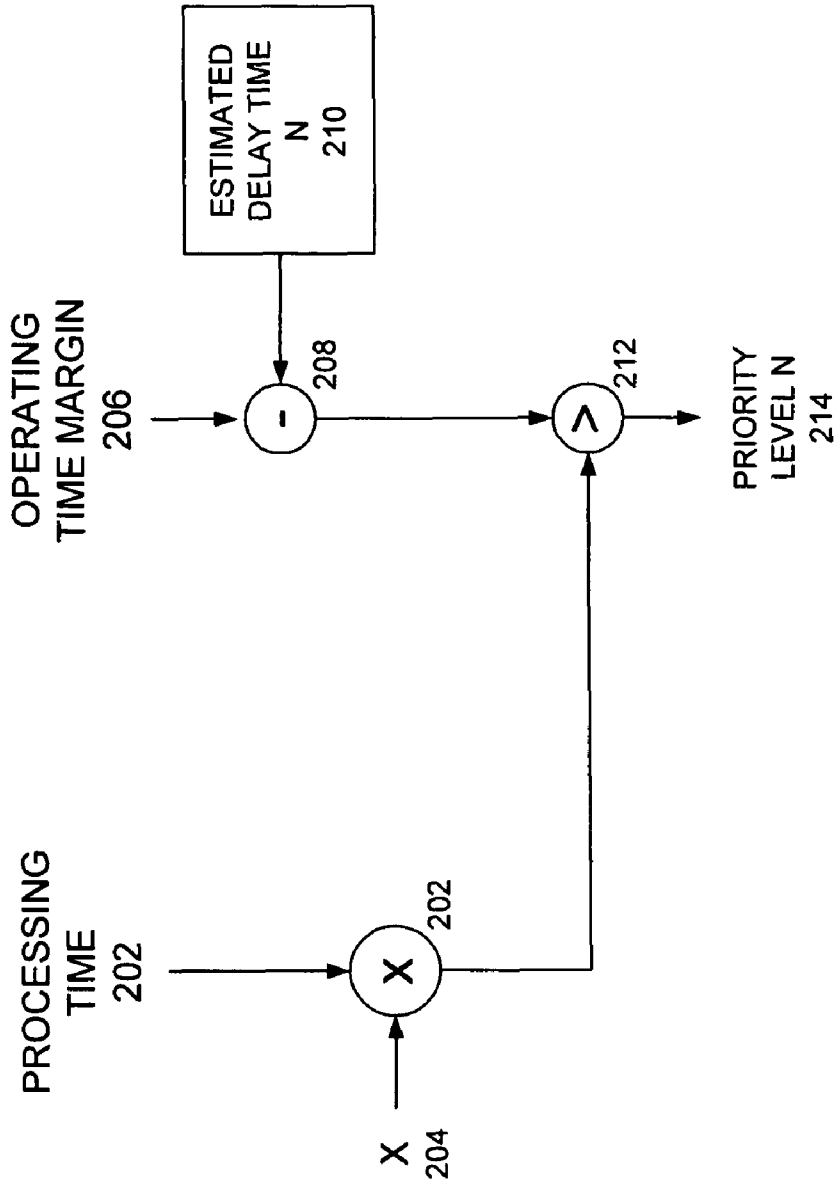 PROCESSING
TIME
202
OPERATING
TIME MARGIN
206
X
204
X
202
-
208
ESTIMATED
DELAY TIME
N
210
>
212
PRIORITY
LEVEL N
214